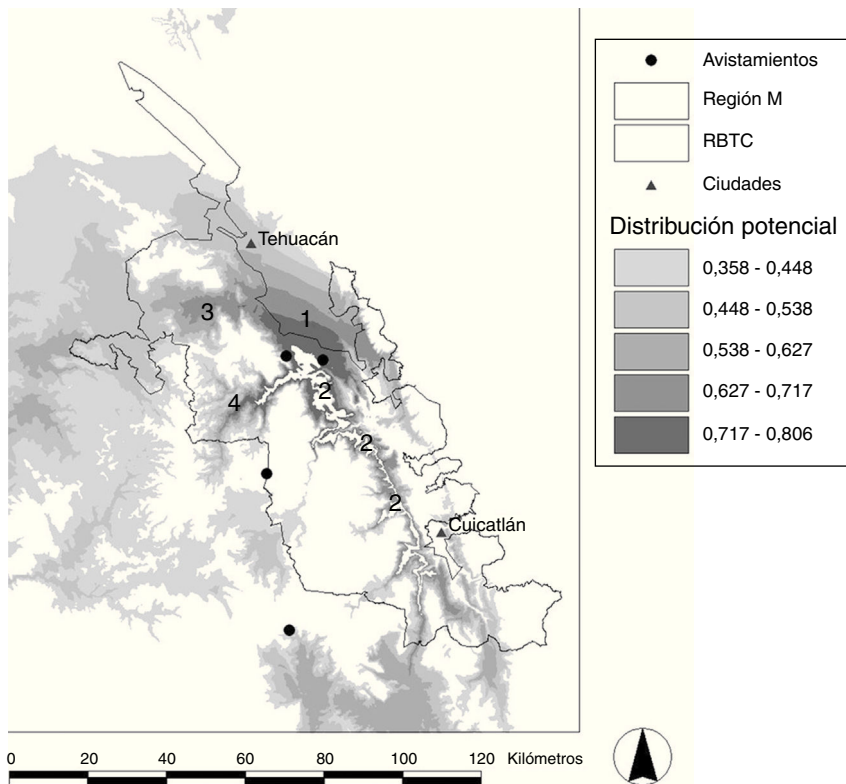 Avistamientos
Región M
RBTC
Ciudades
Distribución potencial
0,358 - 0,448
0,448 - 0,538
0,538 - 0,627
0,627 - 0,717
0,717 - 0,806
Tehuacán
3
1
4
2
2
2
Cuicatlán
0 20 40 60 80 100 120 Kilómetros